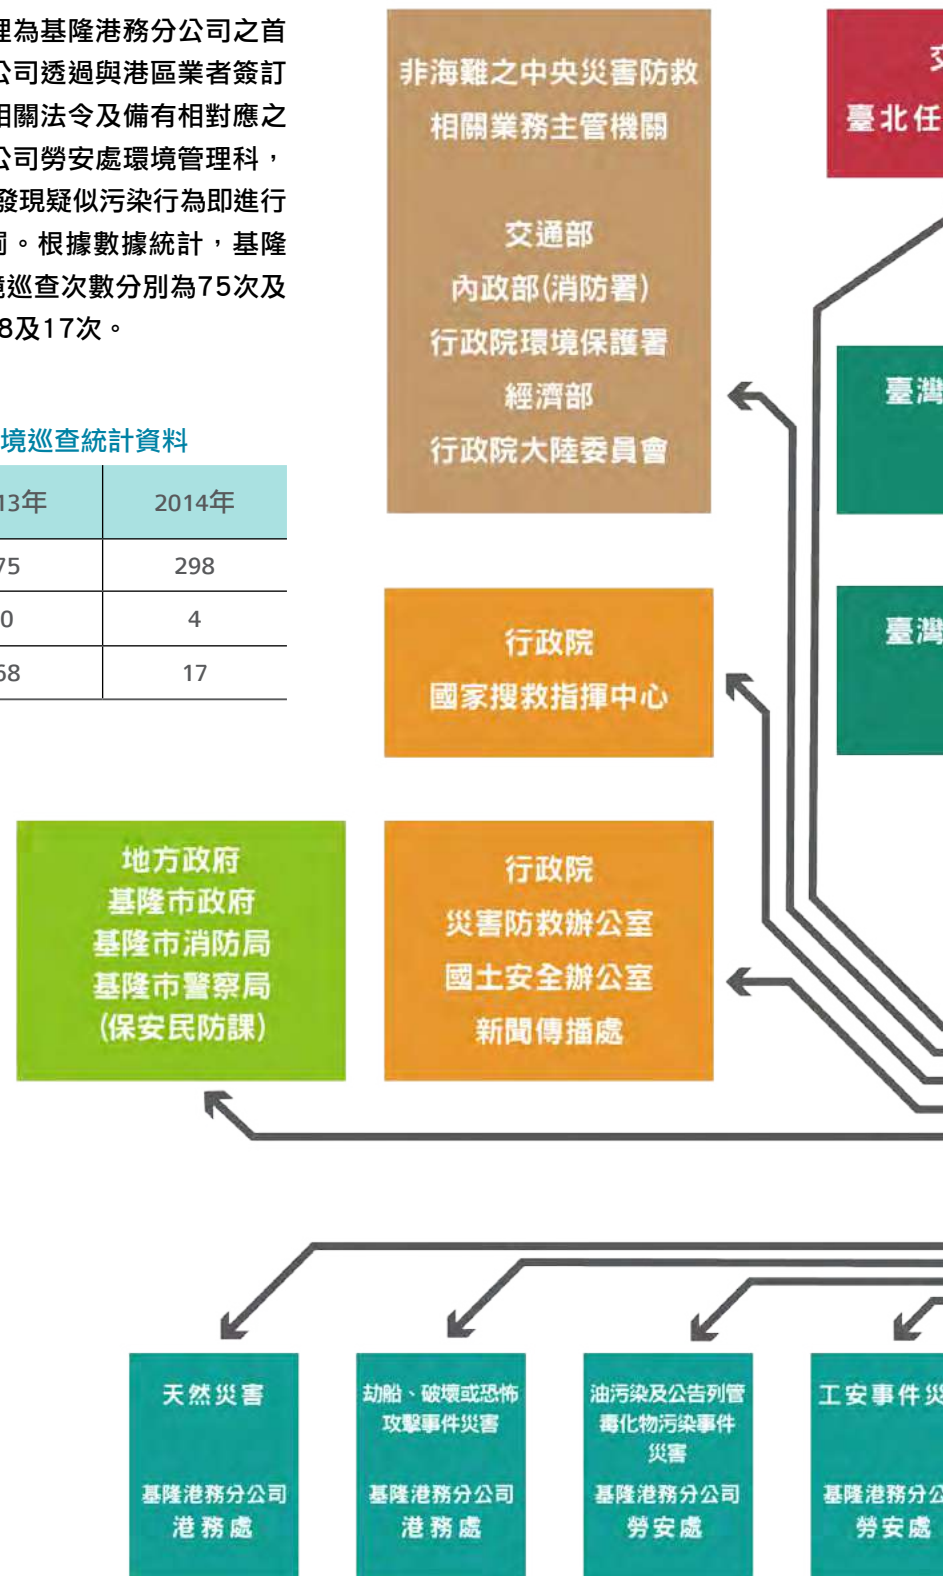 理為基隆港務分公司之首
公司透過與港區業者簽訂
相關法令及備有相對應之
公司勞安處環境管理科，
發現疑似污染行為即進行
。根據數據統計，基隆
巡查次數分別為75次及
8及17次。
境巡查統計資料
13年 2014年
75 298
0 4
68 17
非海難之中央災害防救
相關業務主管機關
交通部
內政部(消防署)
行政院環境保護署
經濟部
行政院大陸委員會
臺北任
臺灣
行政院
國家搜救指揮中心
臺灣
地方政府
基隆市政府
基隆市消防局
基隆市警察局
(保安民防課)
行政院
災害防救辦公室
國土安全辦公室
新聞傳播處
天然災害
基隆港務分公司
港務處
劫船、破壞或恐怖
攻擊事件災害
基隆港務分公司
港務處
油污染及公告列管
毒化物污染事件
災害
基隆港務分公司
勞安處
工安事件災
基隆港務分公
勞安處